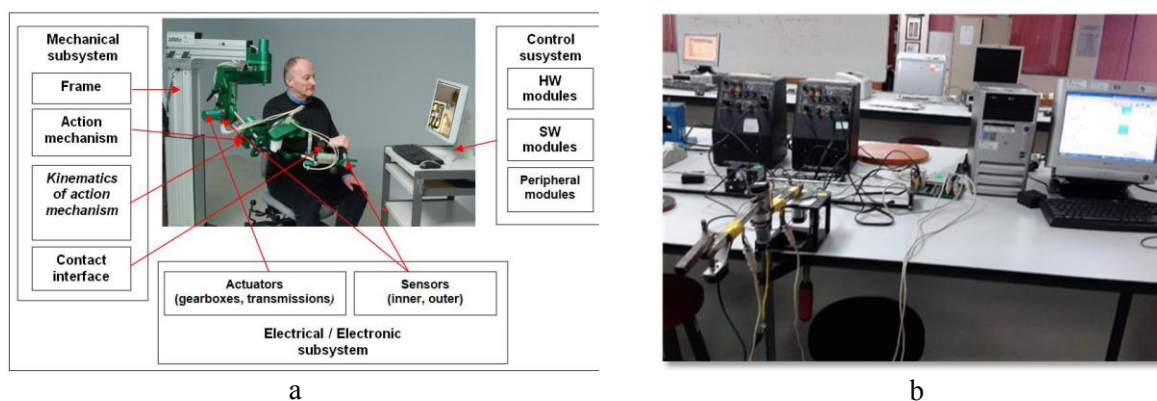 Mechanical
subsystem
Frame
Action
mechanism
Kinematics
of action
mechanism
Contact
interface
Control
susystem
HW
modules
SW
modules
Peripheral
modules
Actuators
(gearboxes, transmissions)
Sensors
(inner, outer)
Electrical / Electronic
subsystem
a
b